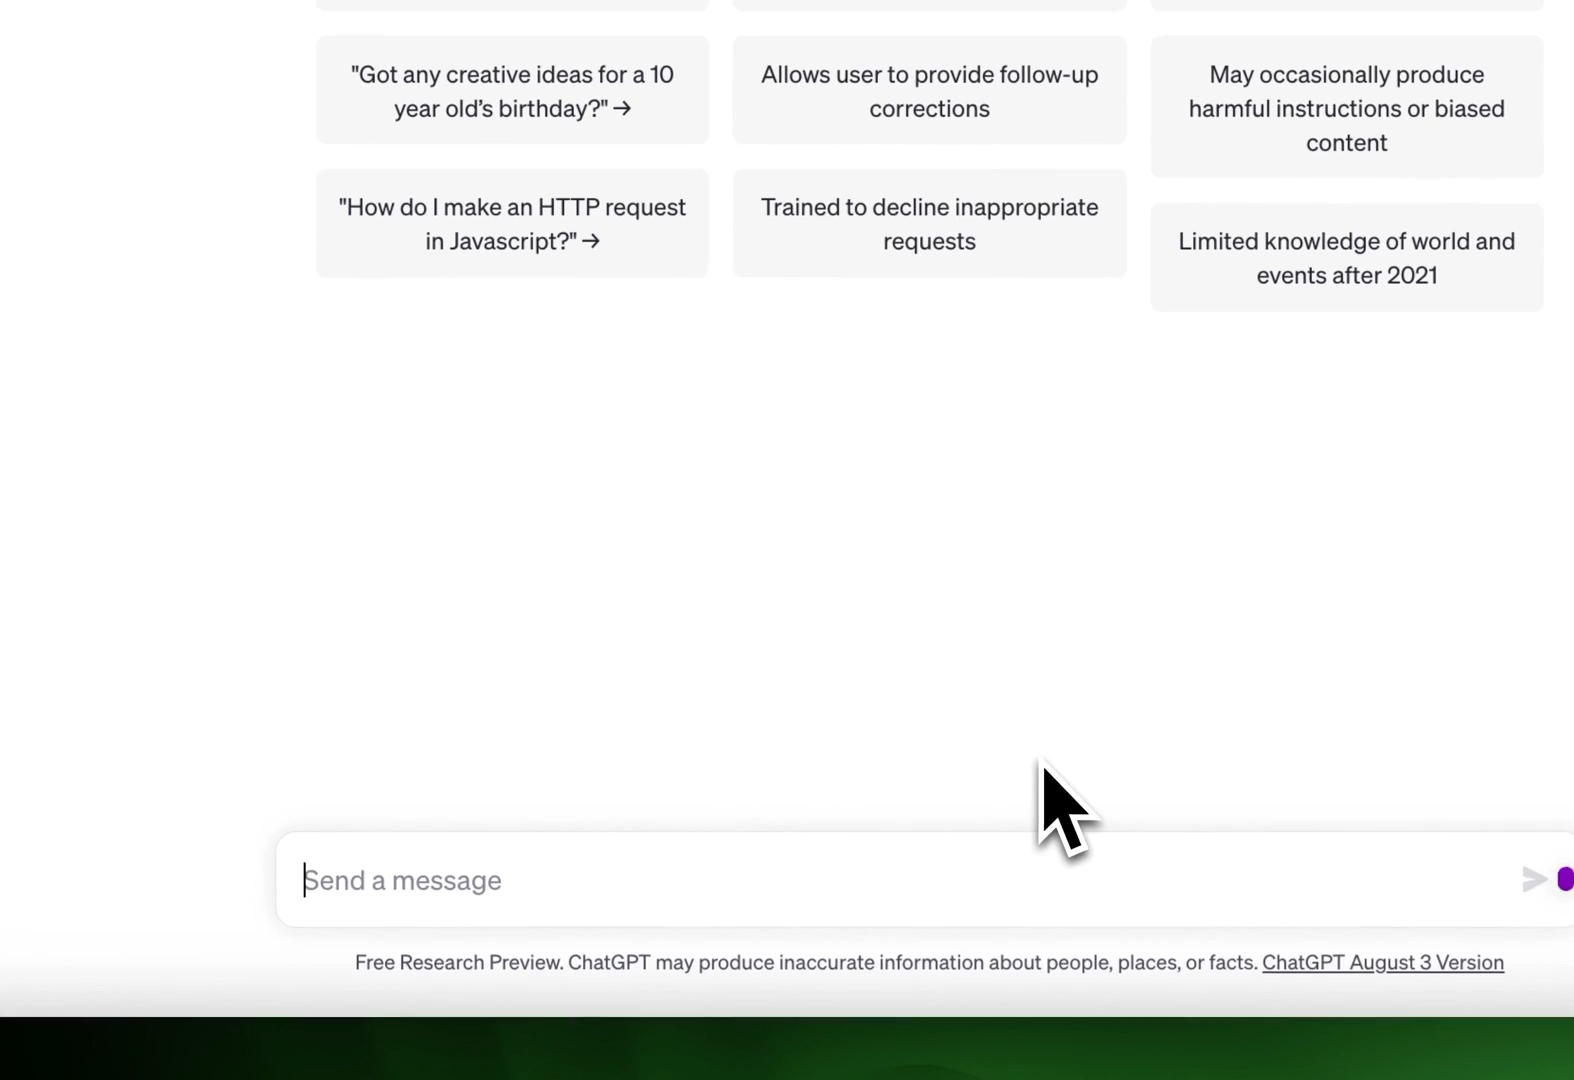 "Got any creative ideas for a 10
year old’s birthday?" →
Allows user to provide follow-up
corrections
May occasionally produce
harmful instructions or biased
content
"How do I make an HTTP request
in Javascript?" →
Trained to decline inappropriate
requests
Limited knowledge of world and
events after 2021
Send a message
Free Research Preview. ChatGPT may produce inaccurate information about people, places, or facts. ChatGPT August 3 Version